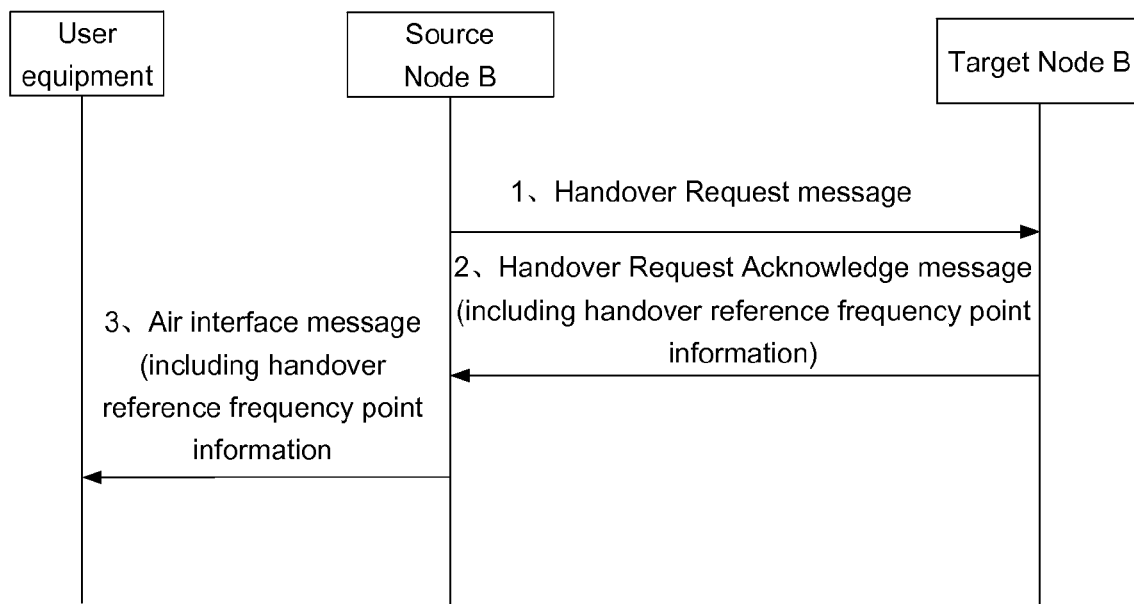 User
equipment
Source
Node B
Target Node B
1、Handover Request message
2、Handover Request Acknowledge message
(including handover reference frequency point
information)
3、Air interface message
(including handover
reference frequency point
information